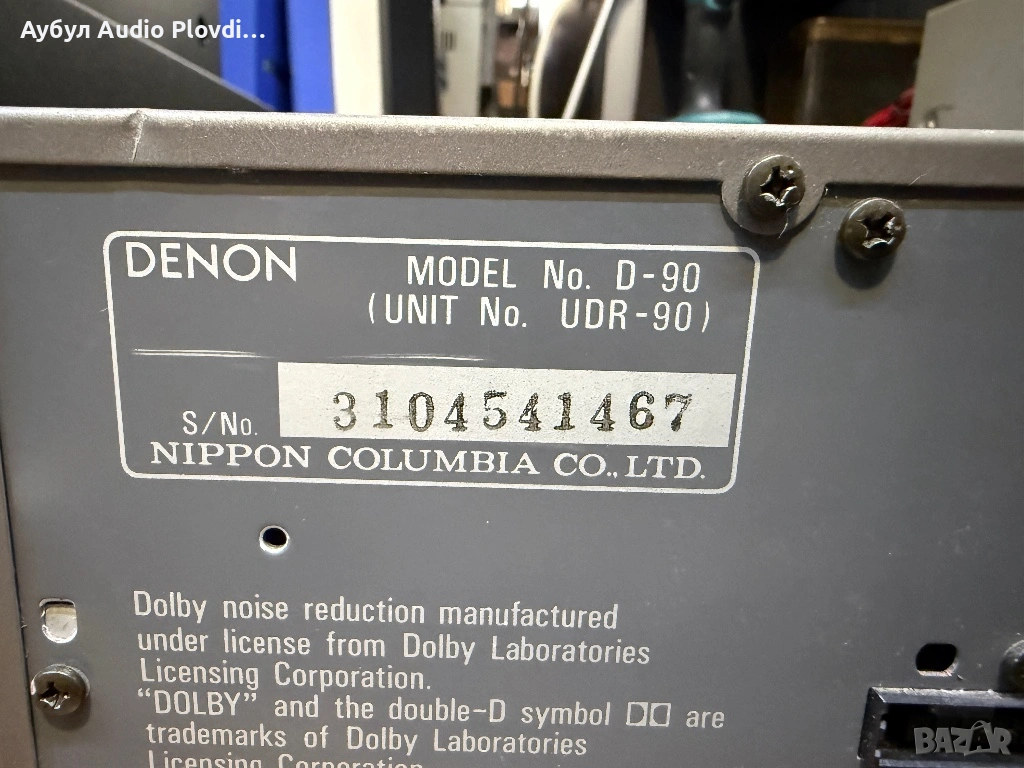 Аубул Audio Plovdi...
DENON
MODEL No. D-90
(UNIT No. UDR-90)
S/No. 3104541467
NIPPON COLUMBIA CO., LTD.
Dolby noise reduction manufactured
under license from Dolby Laboratories
Licensing Corporation.
“DOLBY” and the double-D symbol are
trademarks of Dolby Laboratories
Licensing Corporation.
BAZAR